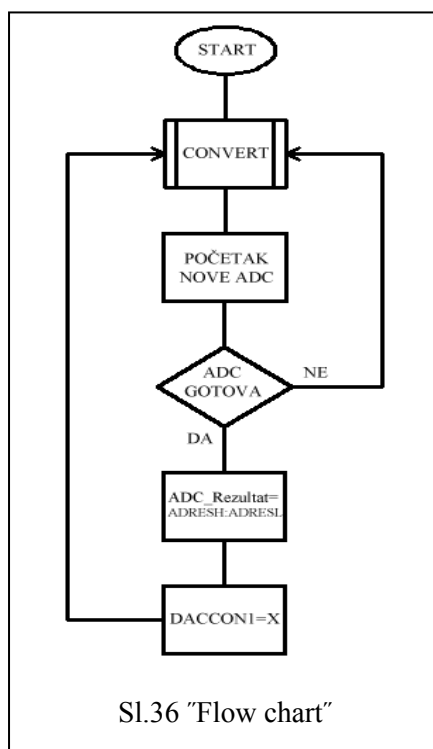 START
CONVERT
POČETAK
NOVE ADC
ADC
GOTOVA
NE
DA
ADC_Rezultat=
ADRESH:ADRESL
DACCON1=X
Sl.36 ˝Flow chart˝